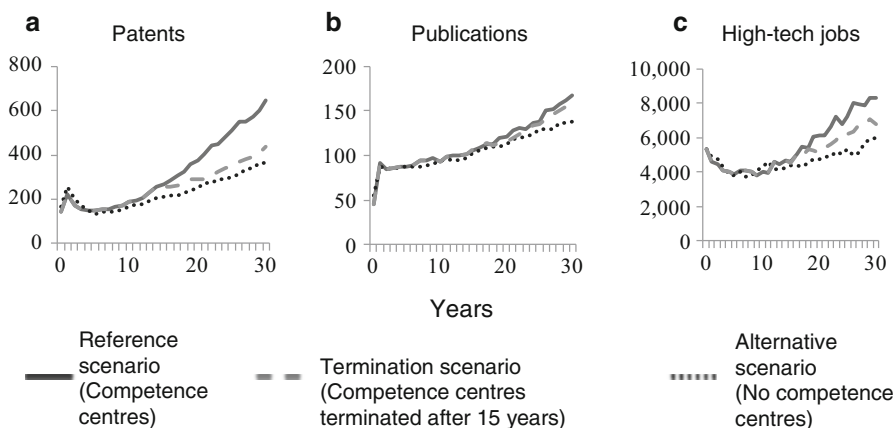 a
Patents
800
600
400
200
0
0 10 20 30
b
Publications
200
150
100
50
0
0 10 20 30
c
High-tech jobs
10,000
8,000
6,000
4,000
2,000
0
0 10 20 30
Years
Reference
scenario
(Competence
centres)
Termination scenario
(Competence centres
terminated after 15 years)
Alternative
scenario
(No competence
centres)